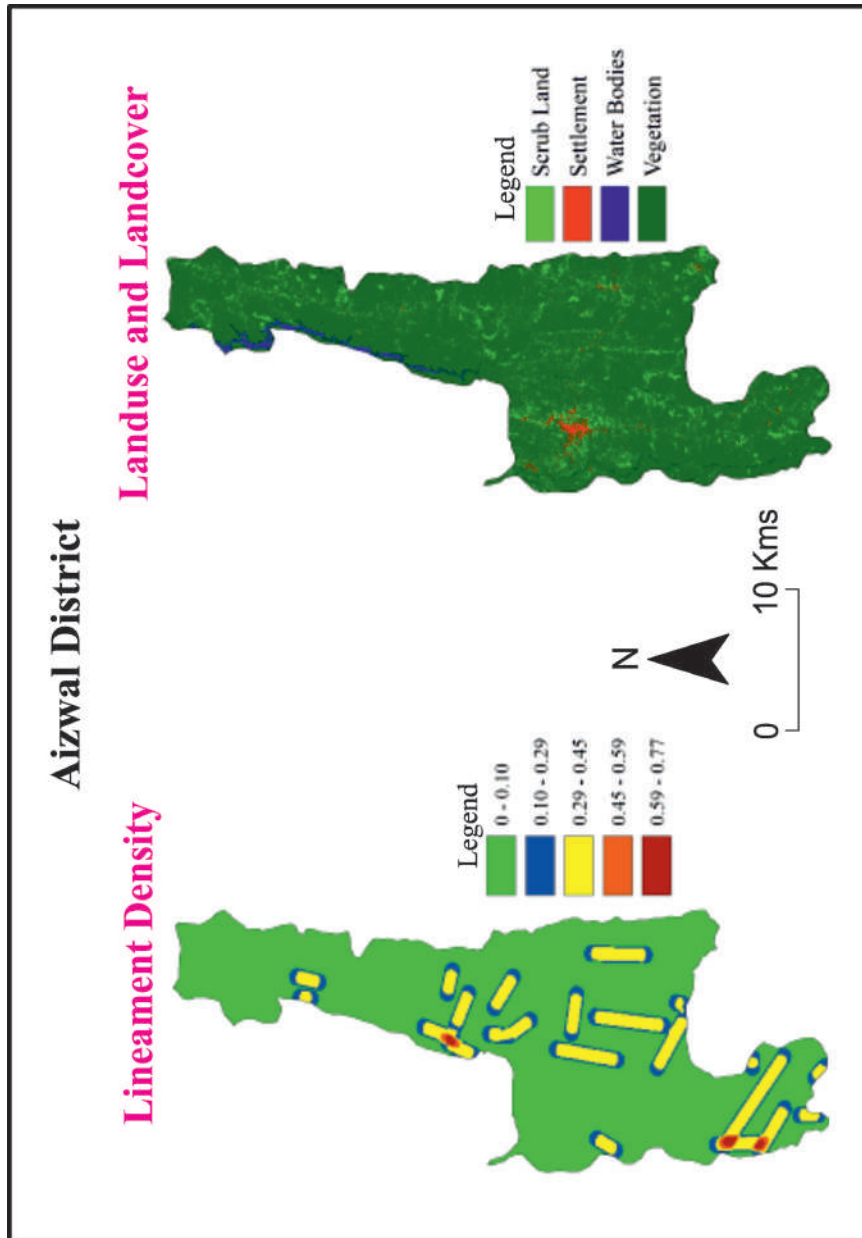 Aizwal District
Lineament Density
Legend
0 - 0.10
0.10 - 0.29
0.29 - 0.45
0.45 - 0.59
0.59 - 0.77
N
0 10 Kms
Landuse and Landcover
Legend
Scrub Land
Settlement
Water Bodies
Vegetation